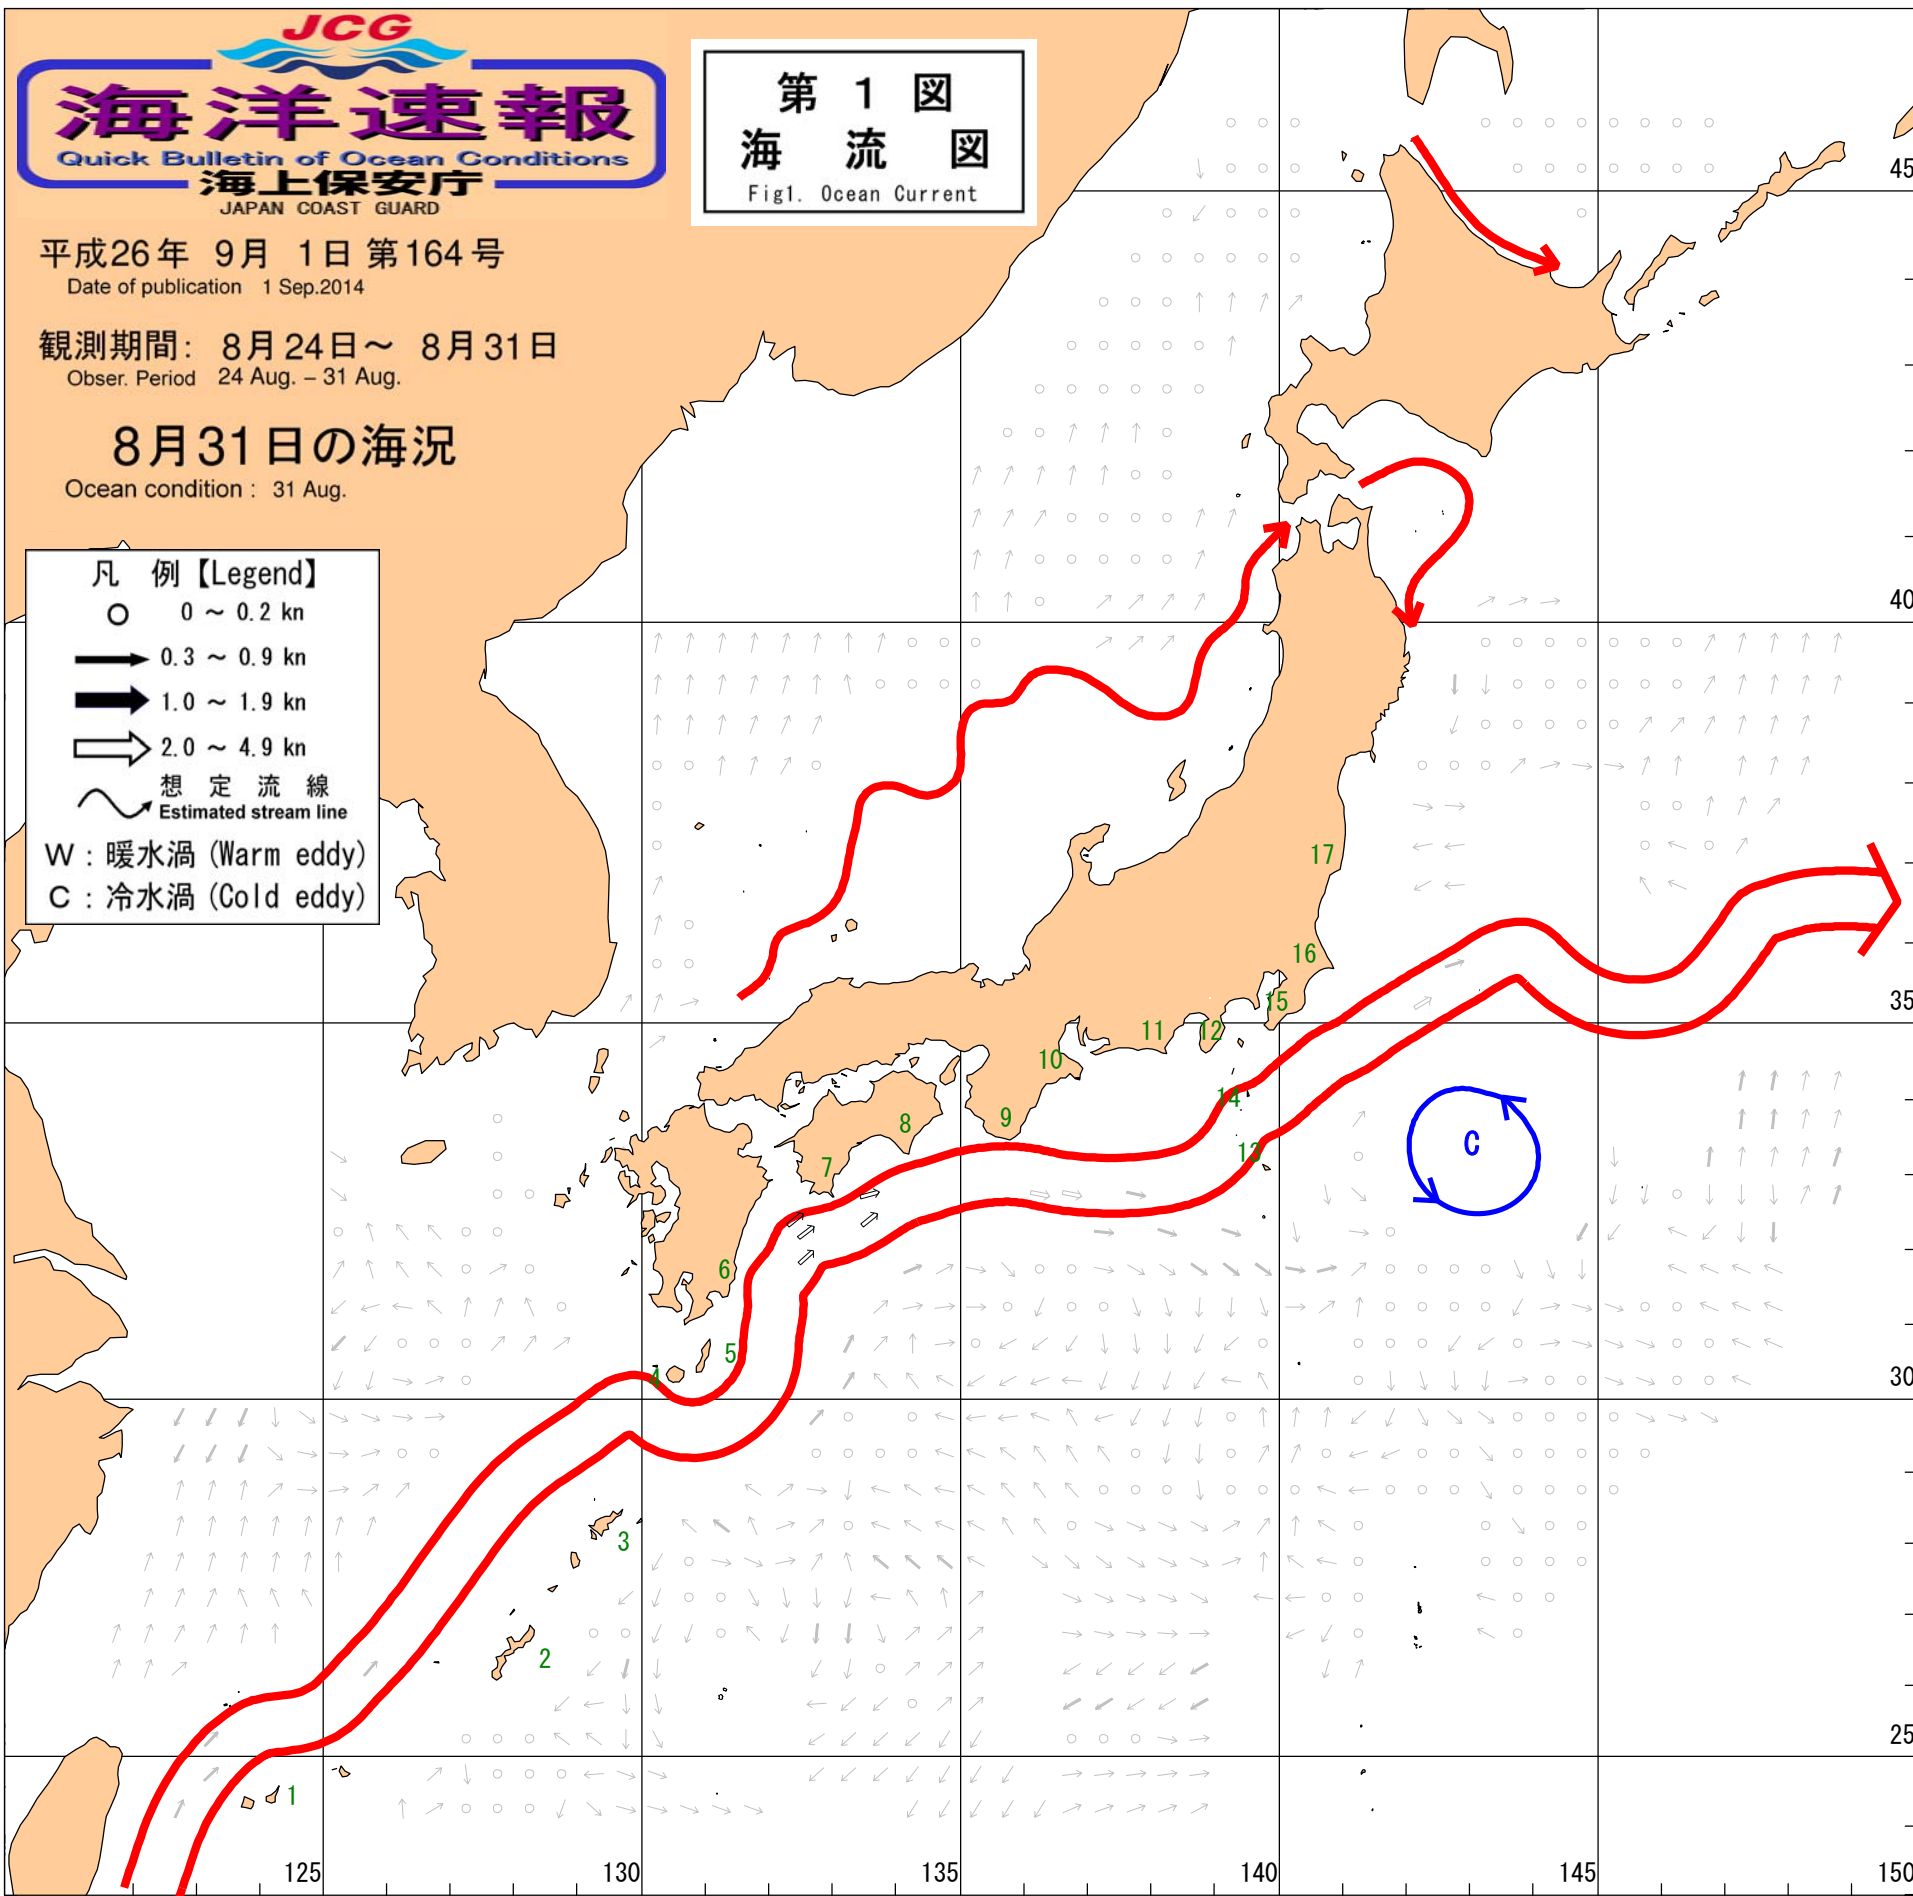 JCG
海洋速報
Quick Bulletin of Ocean Conditions
海上保安庁
JAPAN COAST GUARD
第 1 図
海 流 図
Fig1. Ocean Current
平成26年 9月 1日 第164号
Date of publication 1 Sep.2014
観測期間: 8月24日～ 8月31日
Obser. Period 24 Aug. – 31 Aug.
8月31日の海況
Ocean condition : 31 Aug.
凡 例【Legend】
0 ～ 0.2 kn
0.3 ～ 0.9 kn
1.0 ～ 1.9 kn
2.0 ～ 4.9 kn
想 定 流 線
Estimated stream line
W : 暖水渦 (Warm eddy)
C : 冷水渦 (Cold eddy)
45
40
17
16
35
15
12
11
10
14
9
8
C
13
7
6
5
4
30
3
2
25
1
125
130
135
140
145
150